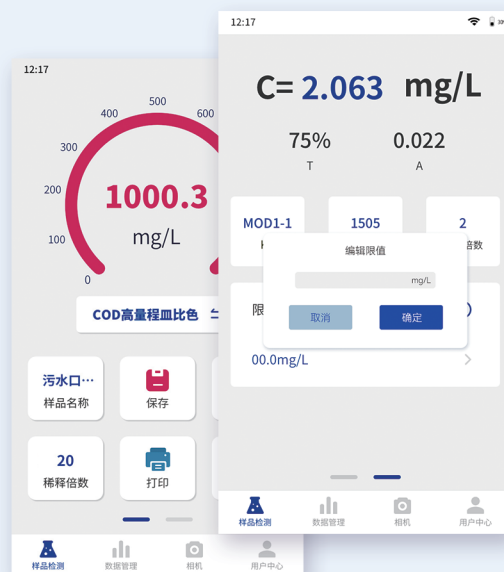 12:17
C= 2.063 mg/L
75%
T
0.022
A
MOD1-1
1505
2
倍数
编辑限值
mg/L
取消
确定
限
00.0mg/L
样品检测
数据管理
相机
用户中心
12:17
0
100
200
300
400
500
600
1000.3
mg/L
COD高量程皿比色
污水口…
样品名称
保存
20
稀释倍数
打印
样品检测
数据管理
相机
用户中心